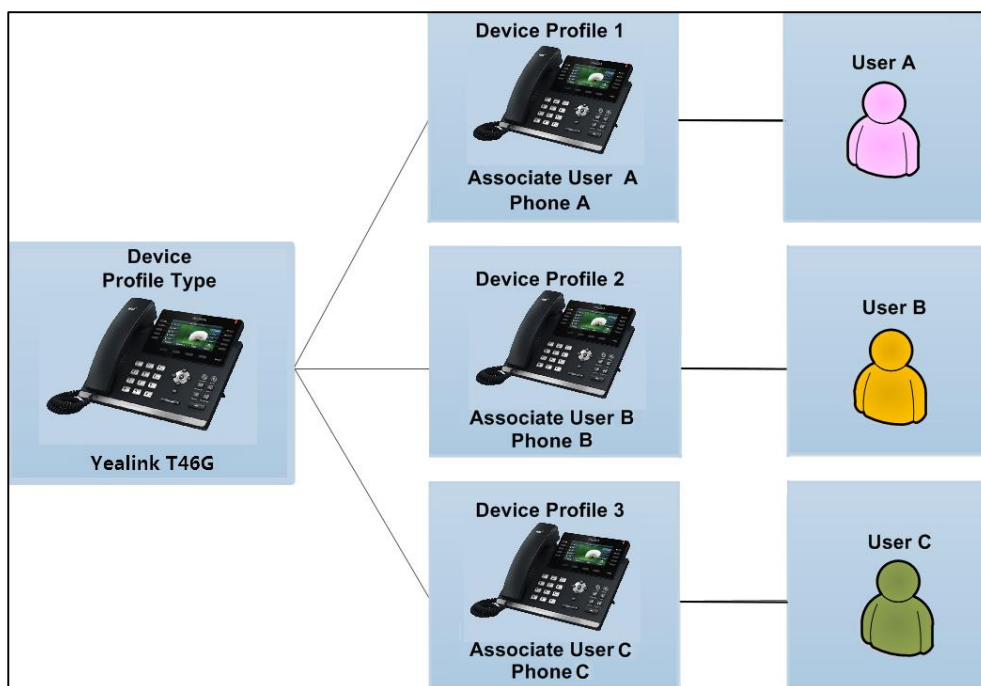 Device
Profile Type
Yealink T46G
Device Profile 1
Associate User A
Phone A
User A
Device Profile 2
Associate User B
Phone B
User B
Device Profile 3
Associate User C
Phone C
User C